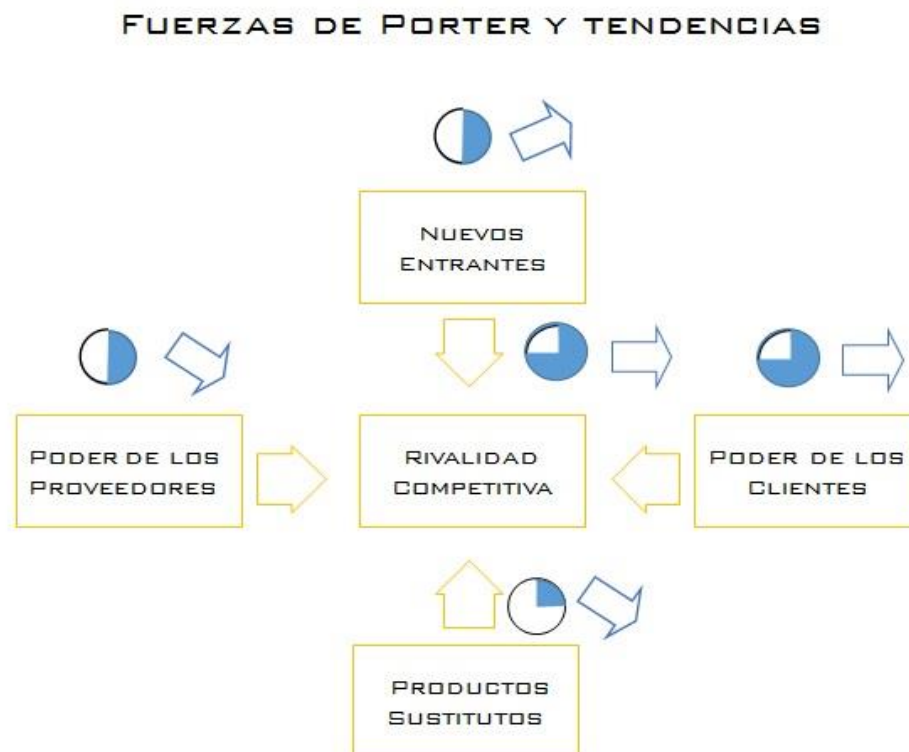 FUERZAS DE PORTER Y TENDENCIAS
NUEVOS
ENTRANTES
PODER DE LOS
PROVEEDORES
RIVALIDAD
COMPETITIVA
PODER DE LOS
CLIENTES
PRODUCTOS
SUSTITUTOS